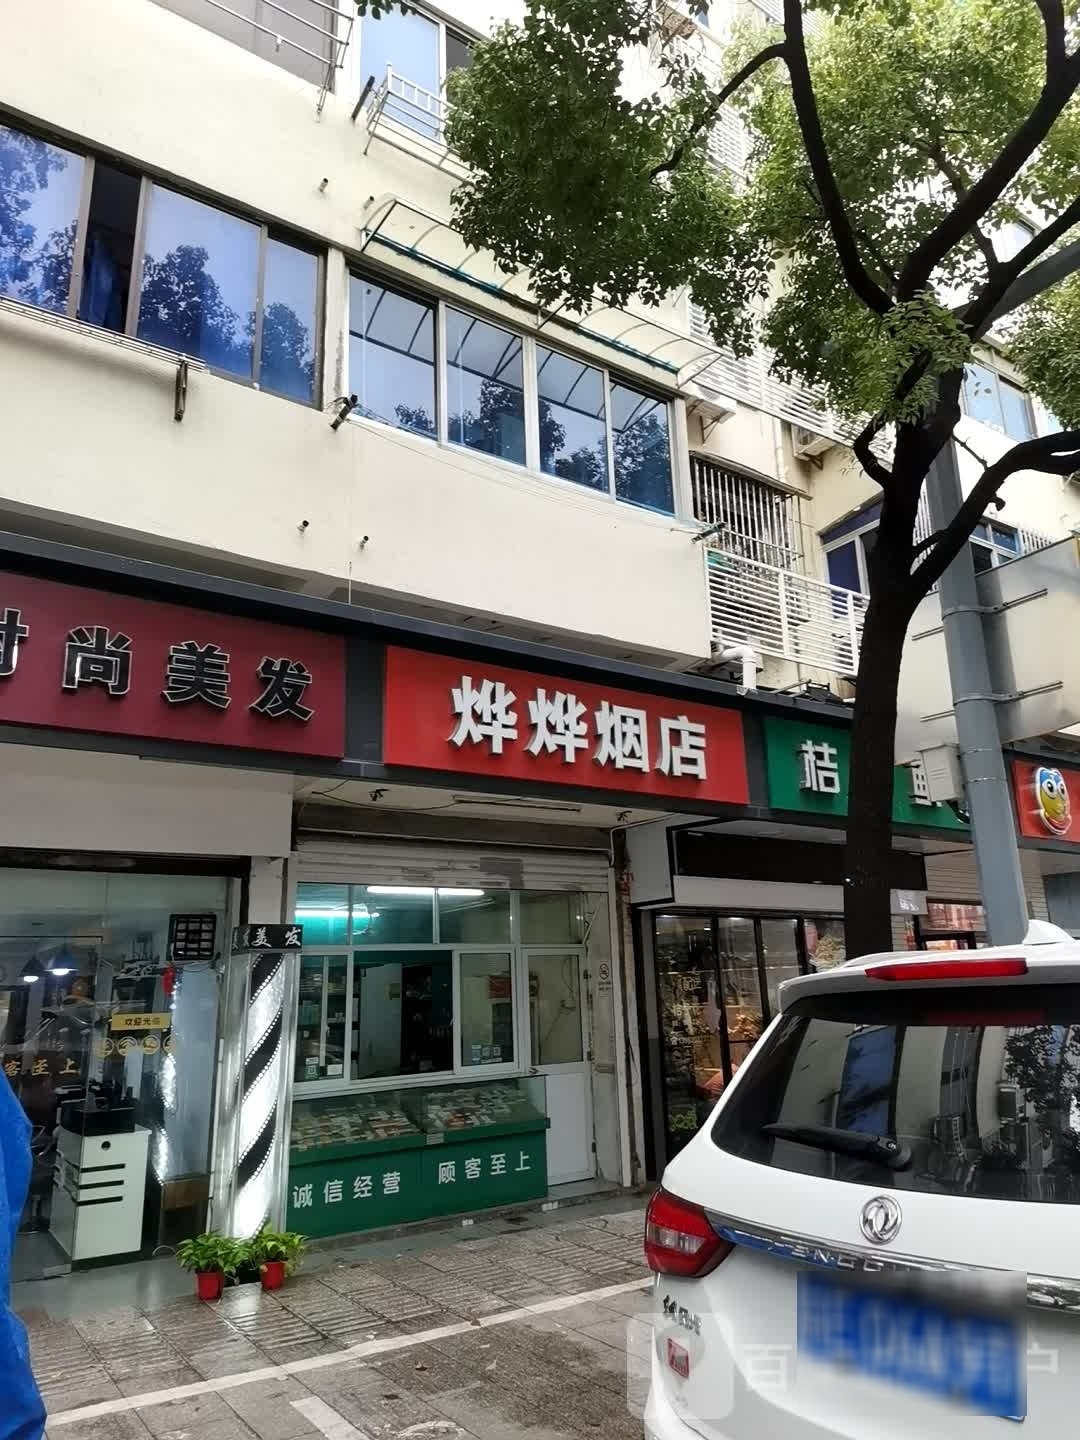 时尚美发
烨烨烟店
桔
美发
欢迎光临
客至上
诚信经营 顾客至上